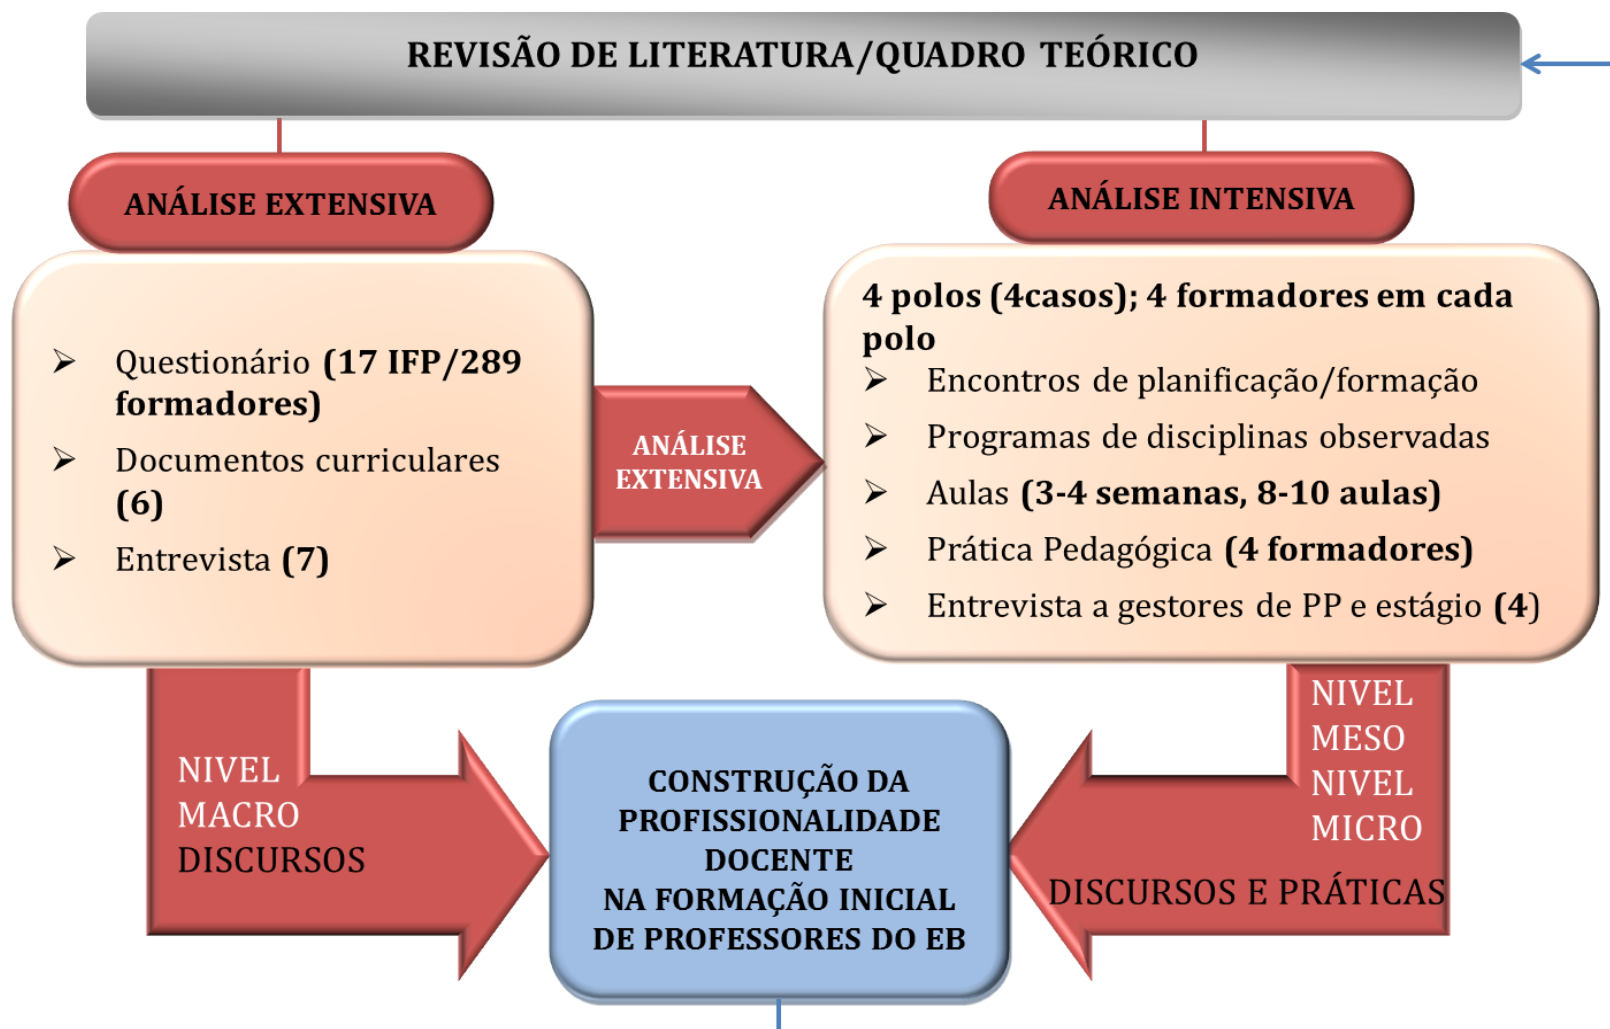 REVISÃO DE LITERATURA/QUADRO TEÓRICO
ANÁLISE EXTENSIVA
Questionário (17 IFP/289
formadores)
Documentos curriculares
(6)
Entrevista (7)
ANÁLISE
EXTENSIVA
ANÁLISE INTENSIVA
4 polos (4casos); 4 formadores em cada
polo
Encontros de planificação/formação
Programas de disciplinas observadas
Aulas (3-4 semanas, 8-10 aulas)
Prática Pedagógica (4 formadores)
Entrevista a gestores de PP e estágio (4)
NIVEL
MACRO
DISCURSOS
CONSTRUÇÃO DA
PROFISSIONALIDADE
DOCENTE
NA FORMAÇÃO INICIAL
DE PROFESSORES DO EB
NIVEL
MESO
NIVEL
MICRO
DISCURSOS E PRÁTICAS